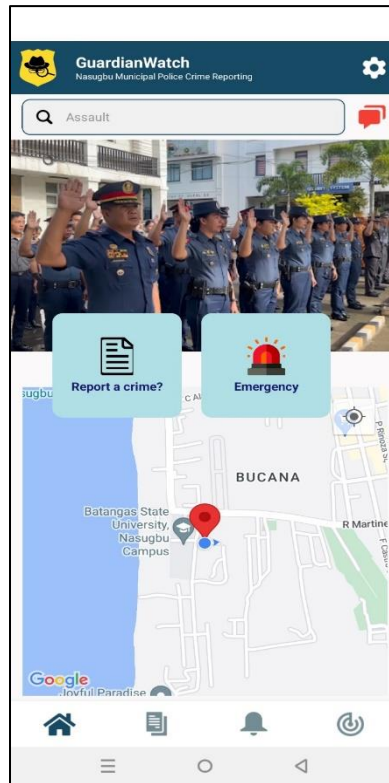 GuardianWatch
Nasugbu Municipal Police Crime Reporting
Assault
Report a crime?
Emergency
BUCANA
Batangas State
University,
Nasugbu
Campus
R Martine
Google
Joyful Paradise